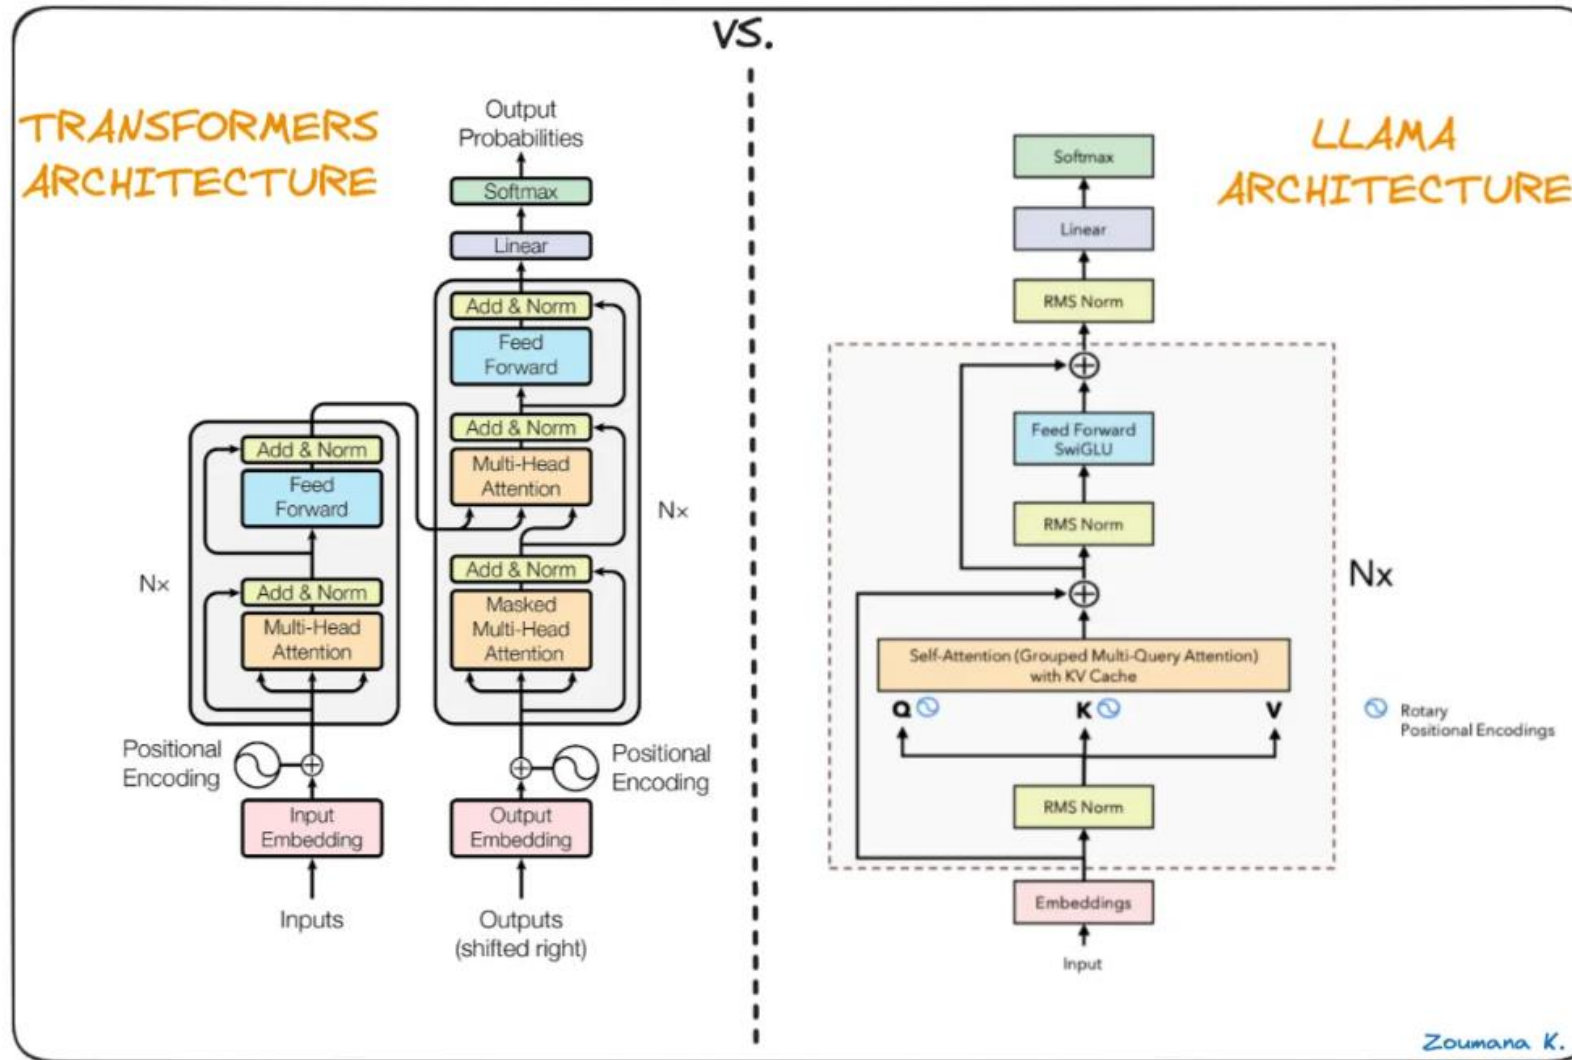 VS.
TRANSFORMERS
ARCHITECTURE
Output
Probabilities
Softmax
Linear
Add & Norm
Feed
Forward
Add & Norm
Multi-Head
Attention
Add & Norm
Masked
Multi-Head
Attention
Nx
Add & Norm
Feed
Forward
Add & Norm
Multi-Head
Attention
Nx
Positional
Encoding
Positional
Encoding
Input
Embedding
Output
Embedding
Inputs
Outputs
(shifted right)
LLAMA
ARCHITECTURE
Softmax
Linear
RMS Norm
Feed Forward
SwiGLU
RMS Norm
Nx
Self-Attention (Grouped Multi-Query Attention)
with KV Cache
Q K V
Rotary
Positional Encodings
RMS Norm
Embeddings
Input
Zoumana K.